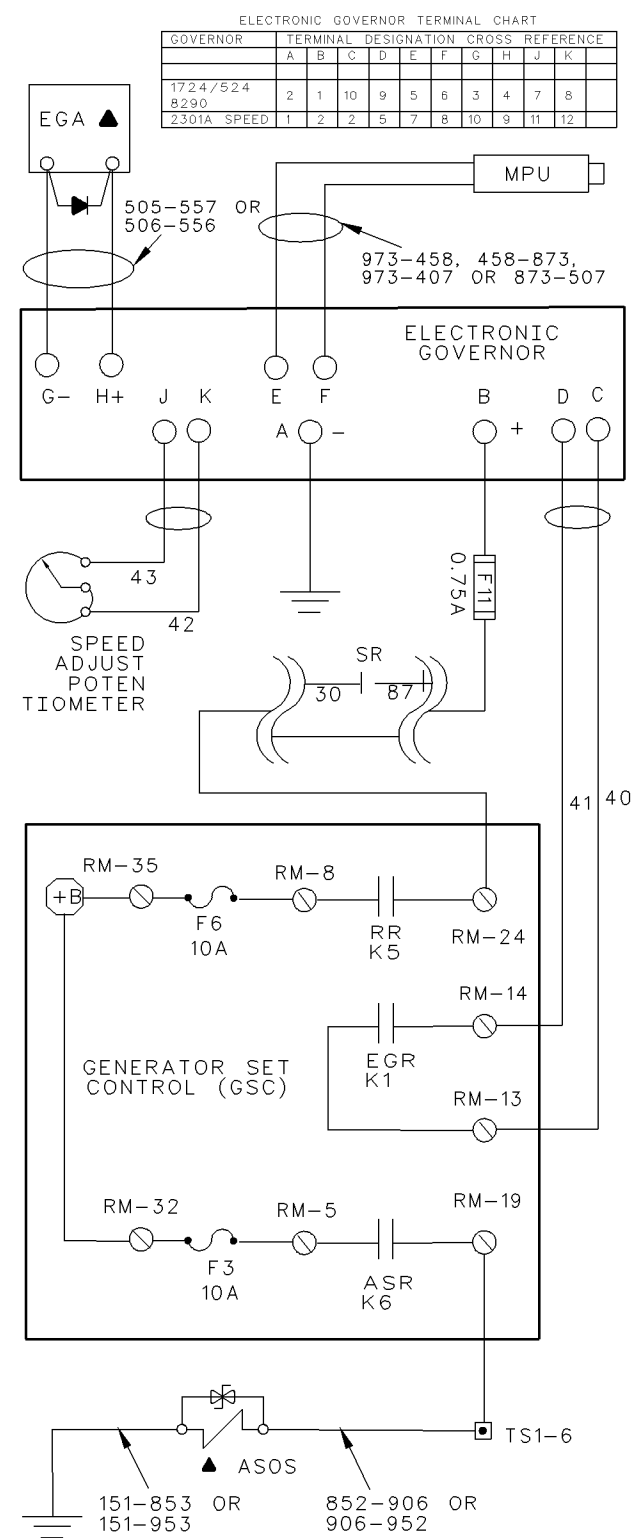 ELECTRONIC GOVERNOR TERMINAL CHART
GOVERNOR TERMINAL DESIGNATION CROSS REFERENCE
A B C D E F G H J K
1724/524
8290 2 1 10 9 5 6 3 4 7 8
2301A SPEED 1 2 2 5 7 8 10 9 11 12
EGA
MPU
505-557 OR
506-556
973-458, 458-873,
973-407 OR 873-507
ELECTRONIC
GOVERNOR
G- H+ J K E F B D C
A - +
43
42
SPEED
ADJUST
POTEN
TIOMETER
F11
0.75A
SR
30 87
41 40
RM-35
RM-8
+B
F6
10A
RR
K5
RM-24
RM-14
EGR
K1
GENERATOR SET
CONTROL (GSC)
RM-13
RM-32
RM-5
RM-19
F3
10A
ASR
K6
TS1-6
ASOS
151-853 OR
151-953
852-906 OR
906-952